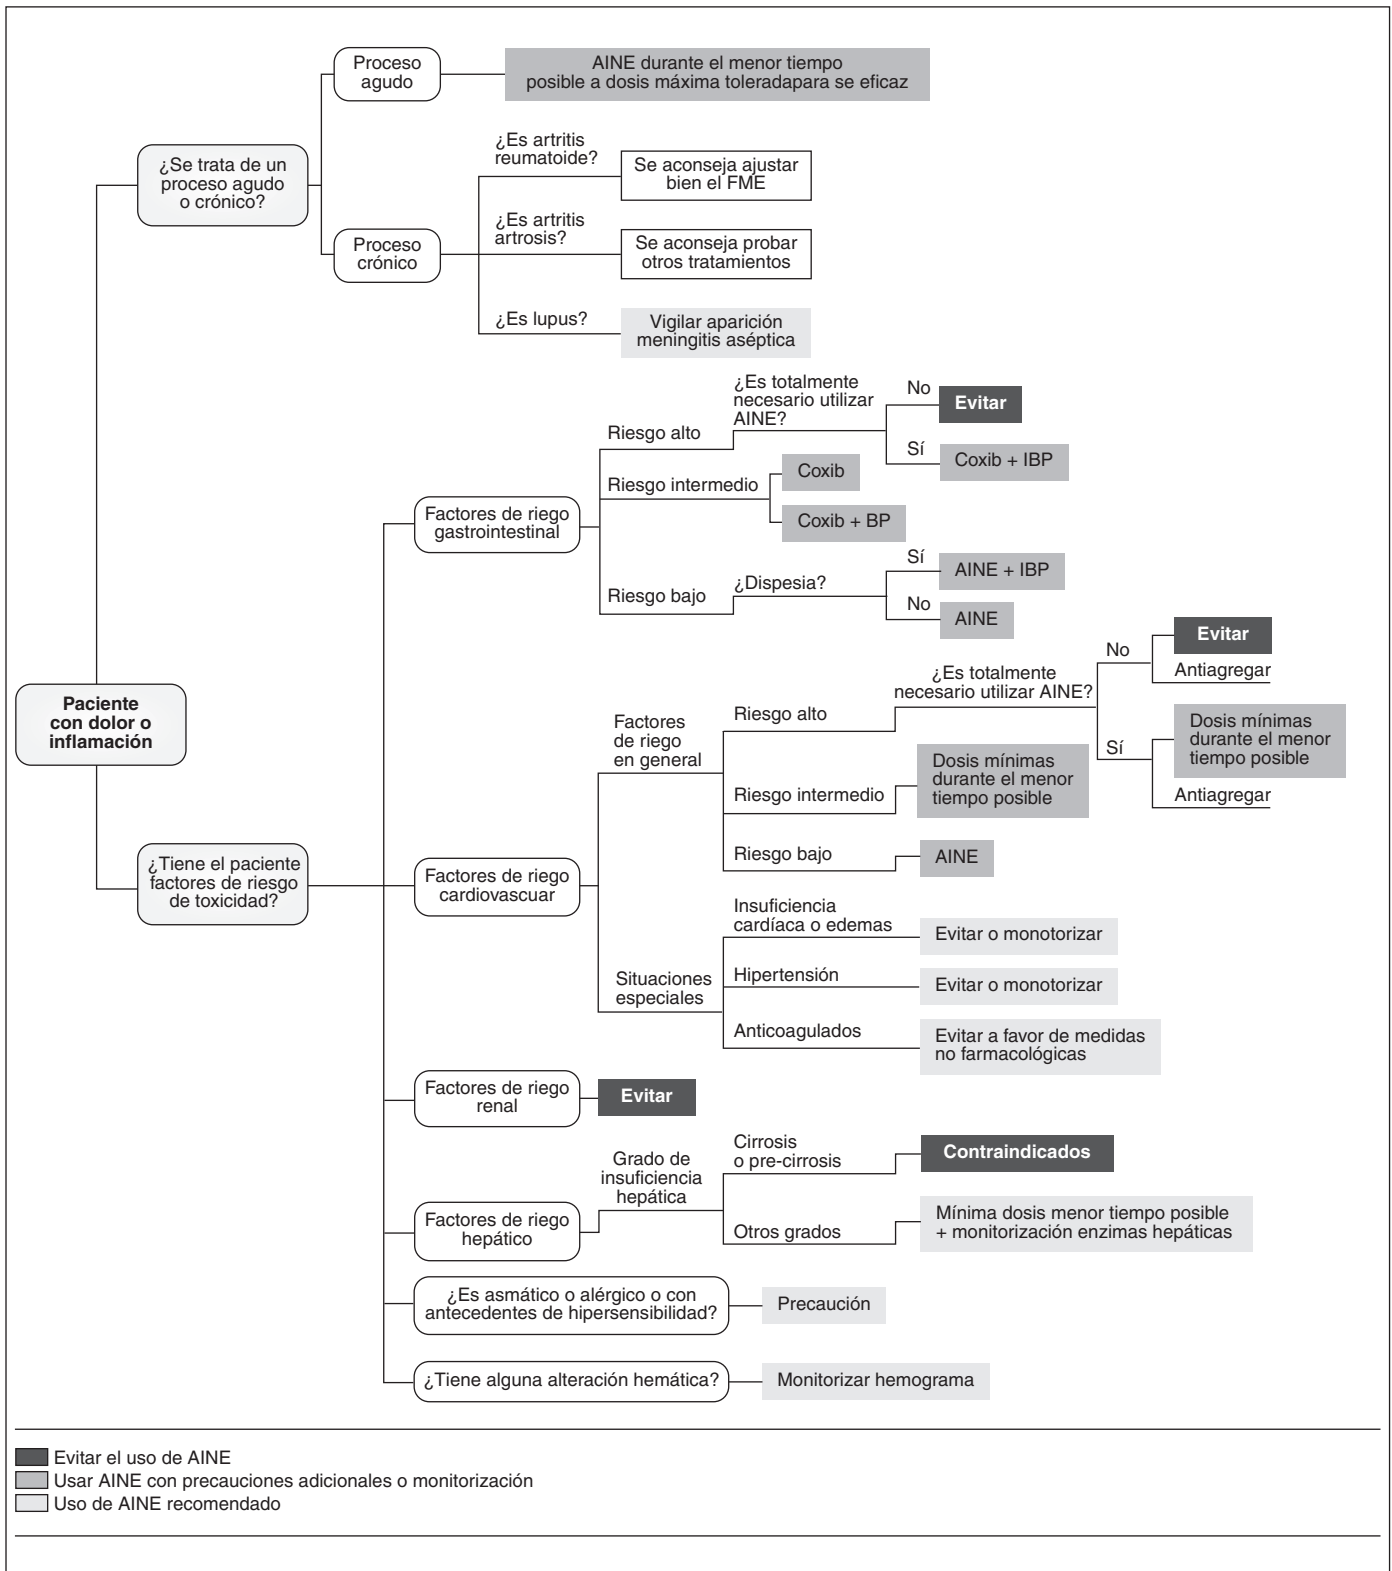 Proceso
agudo
AINE durante el menor tiempo
posible a dosis máxima toleradapara se eficaz
¿Se trata de un
proceso agudo
o crónico?
¿Es artritis
reumatoide?
Se aconseja ajustar
bien el FME
Proceso
crónico
¿Es artritis
artrosis?
Se aconseja probar
otros tratamientos
¿Es lupus?
Vigilar aparición
meningitis aséptica
Paciente
con dolor o
inflamación
¿Tiene el paciente
factores de riesgo
de toxicidad?
Factores de riego
gastrointestinal
Riesgo alto
¿Es totalmente
necesario utilizar
AINE?
No
Evitar
Sí
Coxib + IBP
Riesgo intermedio
Coxib
Coxib + BP
Riesgo bajo
¿Dispesia?
Sí
AINE + IBP
No
AINE
Factores de riego
cardiovascuar
Factores
de riego
en general
Riesgo alto
¿Es totalmente
necesario utilizar AINE?
No
Evitar
Antiagregar
Sí
Dosis mínimas
durante el menor
tiempo posible
Antiagregar
Riesgo intermedio
Dosis mínimas
durante el menor
tiempo posible
Riesgo bajo
AINE
Situaciones
especiales
Insuficiencia
cardíaca o edemas
Evitar o monotorizar
Hipertensión
Evitar o monotorizar
Anticoagulados
Evitar a favor de medidas
no farmacológicas
Factores de riego
renal
Evitar
Factores de riego
hepático
Grado de
insuficiencia
hepática
Cirrosis
o pre-cirrosis
Contraindicados
Otros grados
Mínima dosis menor tiempo posible
+ monitorización enzimas hepáticas
¿Es asmático o alérgico o con
antecedentes de hipersensibilidad?
Precaución
¿Tiene alguna alteración hemática?
Monitorizar hemograma
Evitar el uso de AINE
Usar AINE con precauciones adicionales o monitorización
Uso de AINE recomendado